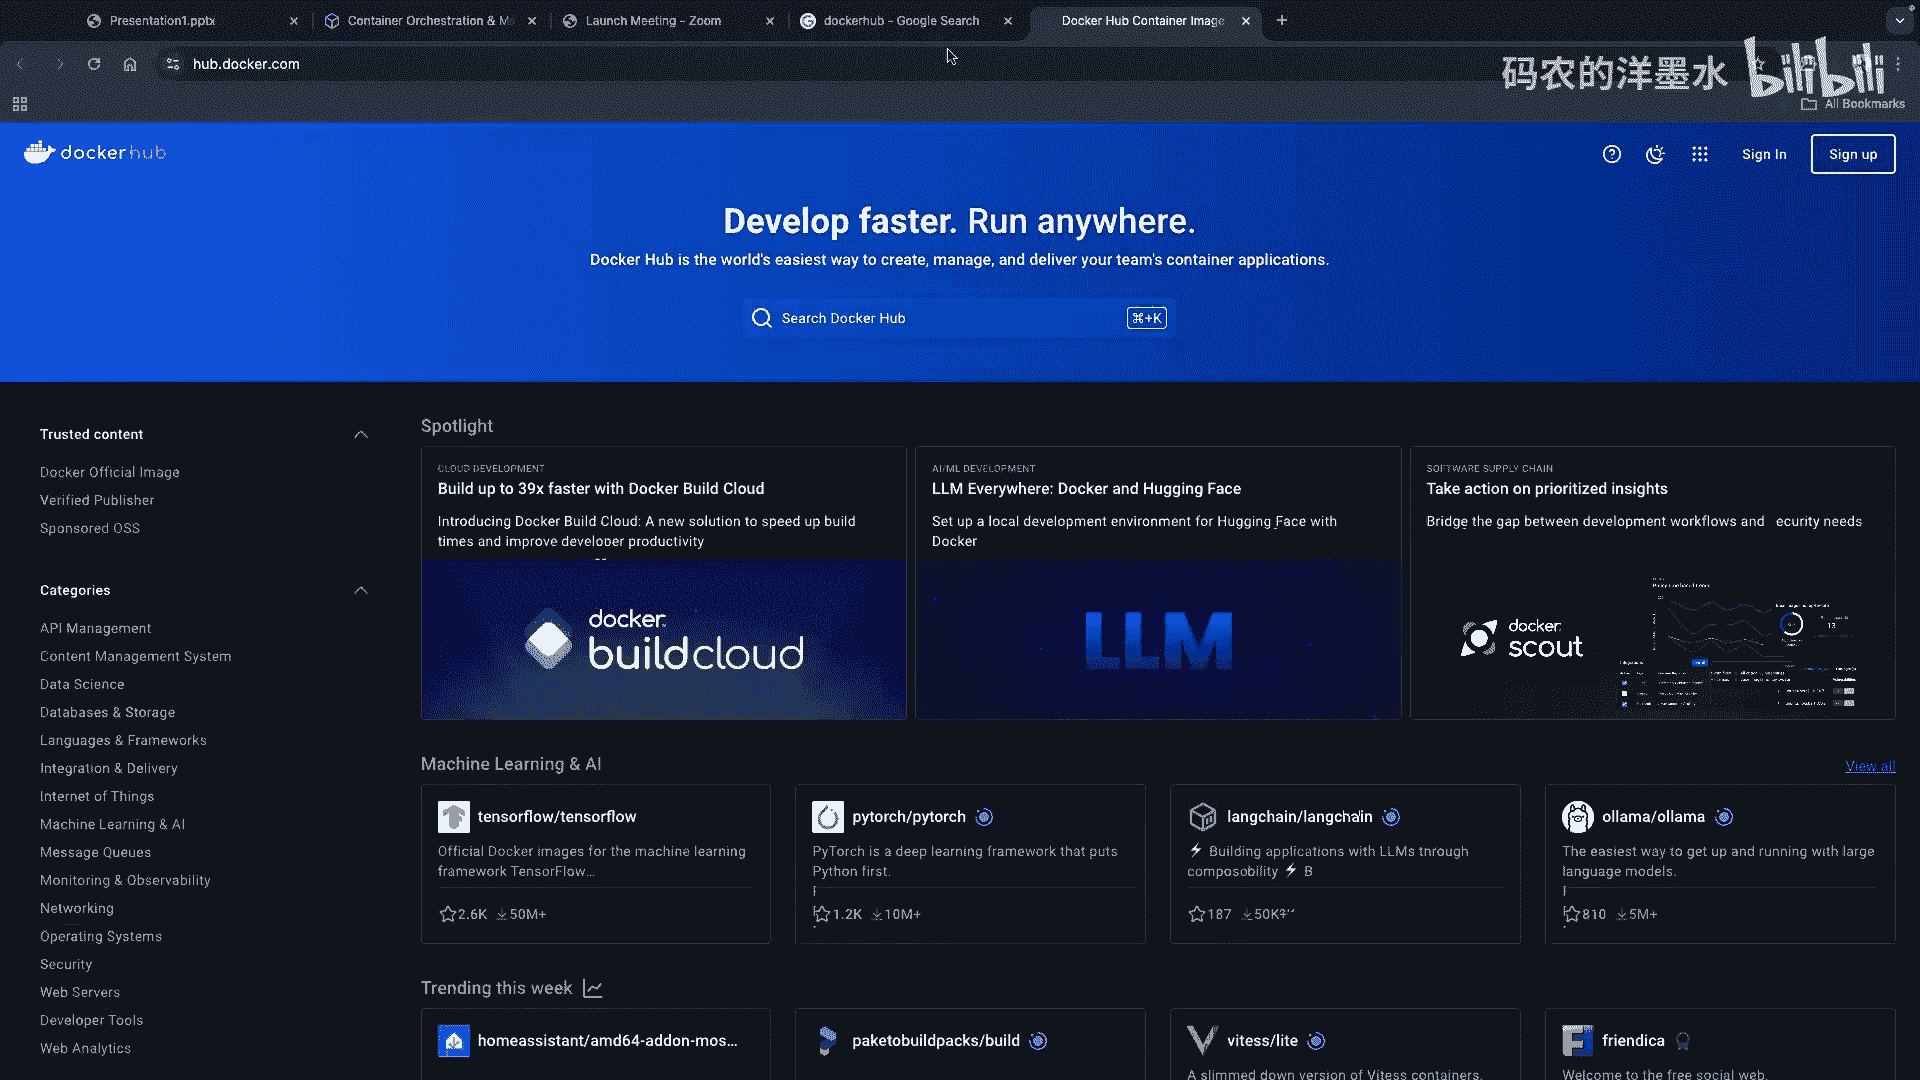 Presentation1.pptx
Container Orchestration & M
Launch Meeting - Zoom
dockerhub - Google Search
Docker Hub Container Image
hub.docker.com
码农的洋墨水 bilibili
All Bookmarks
dockerhub
Sign In
Sign up
Develop faster. Run anywhere.
Docker Hub is the world's easiest way to create, manage, and deliver your team's container applications.
Search Docker Hub
⌘+K
Trusted content
Docker Official Image
Verified Publisher
Sponsored OSS
Categories
API Management
Content Management System
Data Science
Databases & Storage
Languages & Frameworks
Integration & Delivery
Internet of Things
Machine Learning & AI
Message Queues
Monitoring & Observability
Networking
Operating Systems
Security
Web Servers
Developer Tools
Web Analytics
Spotlight
CLOUD DEVELOPMENT
Build up to 39x faster with Docker Build Cloud
Introducing Docker Build Cloud: A new solution to speed up build
times and improve developer productivity
docker
buildcloud
AI/ML DEVELOPMENT
LLM Everywhere: Docker and Hugging Face
Set up a local development environment for Hugging Face with
Docker
LLM
SOFTWARE SUPPLY CHAIN
Take action on prioritized insights
Bridge the gap between development workflows and ecurity needs
docker
scout
13
Machine Learning & AI
View all
tensorflow/tensorflow
Official Docker images for the machine learning
framework TensorFlow...
2.6K 50M+
pytorch/pytorch
PyTorch is a deep learning framework that puts
Python first.
1.2K 10M+
langchain/langchain
⚡ Building applications with LLMs through
composobility ⚡ B
187 50K+
ollama/ollama
The easiest way to get up and running with large
language models.
810 5M+
Trending this week
homeassistant/amd64-addon-mos...
paketobuildpacks/build
vitess/lite
A slimmed down version of Vitess containers.
friendica
Welcome to the free social web.